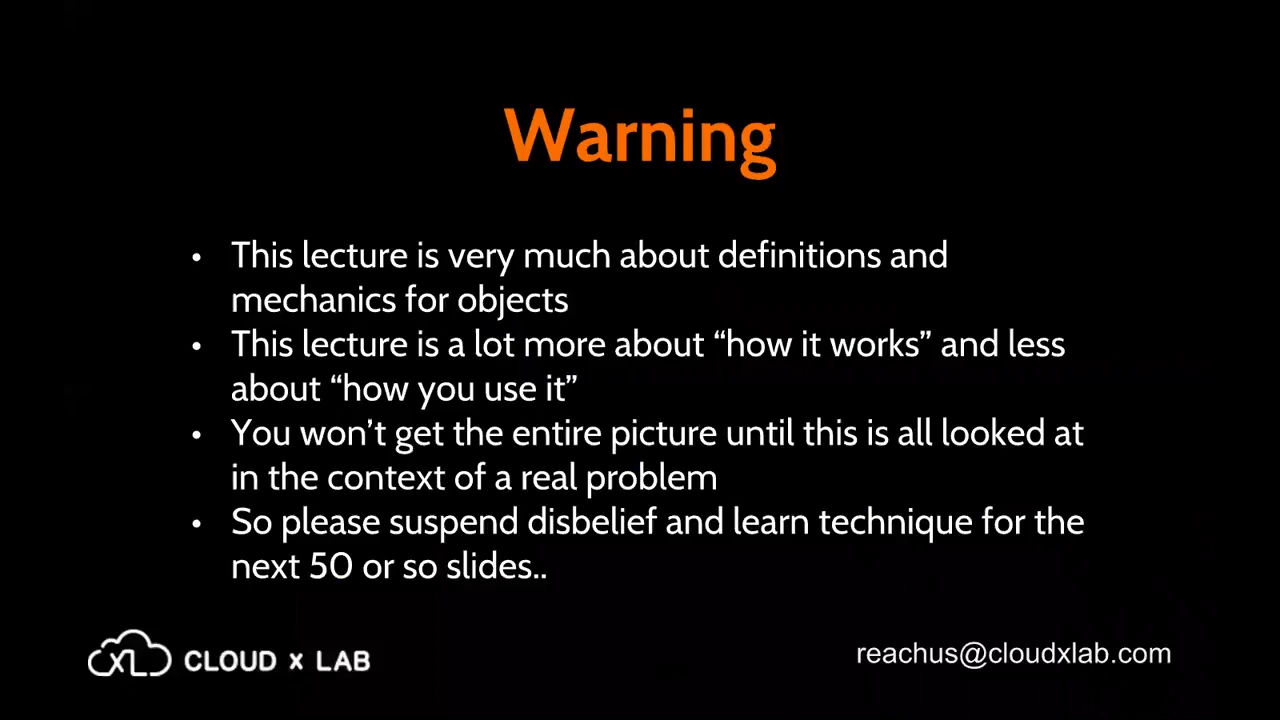 Warning
• This lecture is very much about definitions and
mechanics for objects
• This lecture is a lot more about “how it works” and less
about “how you use it”
• You won’t get the entire picture until this is all looked at
in the context of a real problem
• So please suspend disbelief and learn technique for the
next 50 or so slides..
XL CLOUD x LAB
reachus@cloudxlab.com